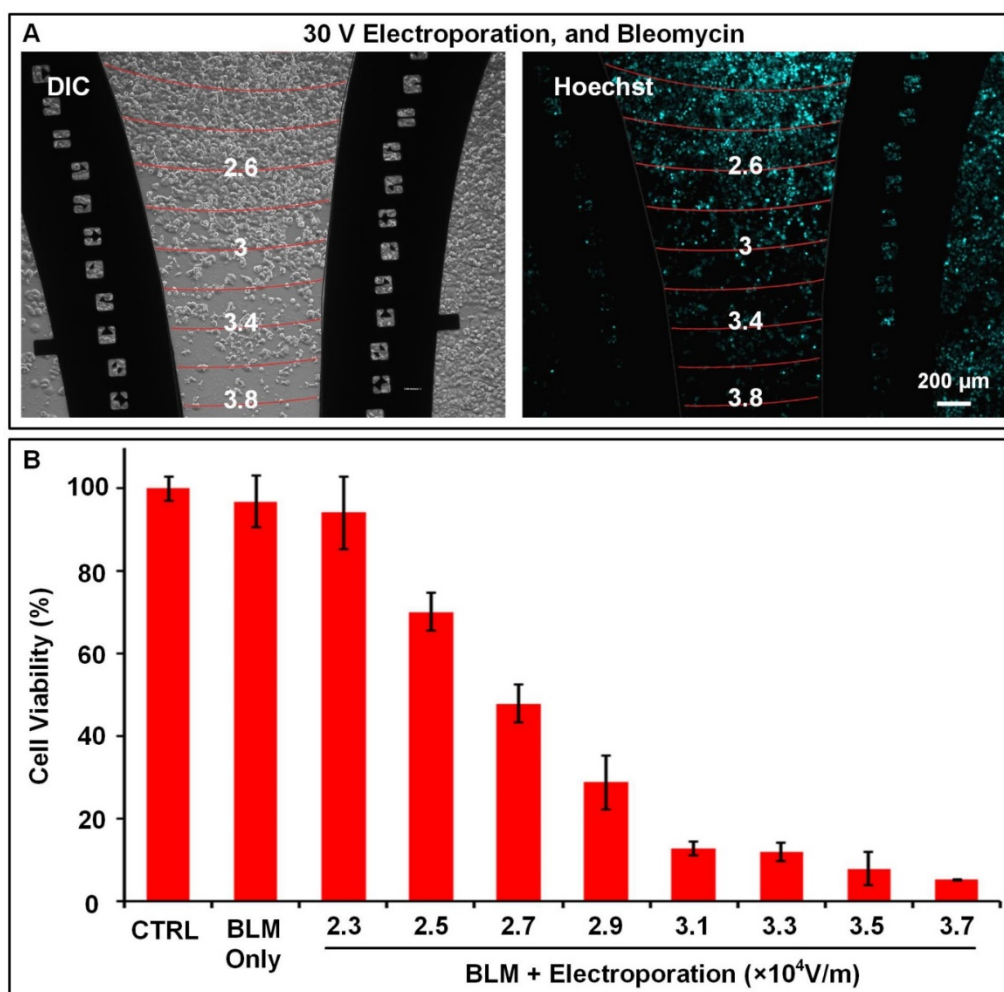 A
30 V Electroporation, and Bleomycin
DIC
2.6
3
3.4
3.8
Hoechst
2.6
3
3.4
3.8
200 µm
B
Cell Viability (%)
100
80
60
40
20
0
CTRL
BLM
Only
2.3 2.5 2.7 2.9 3.1 3.3 3.5 3.7
BLM + Electroporation (×10⁴V/m)